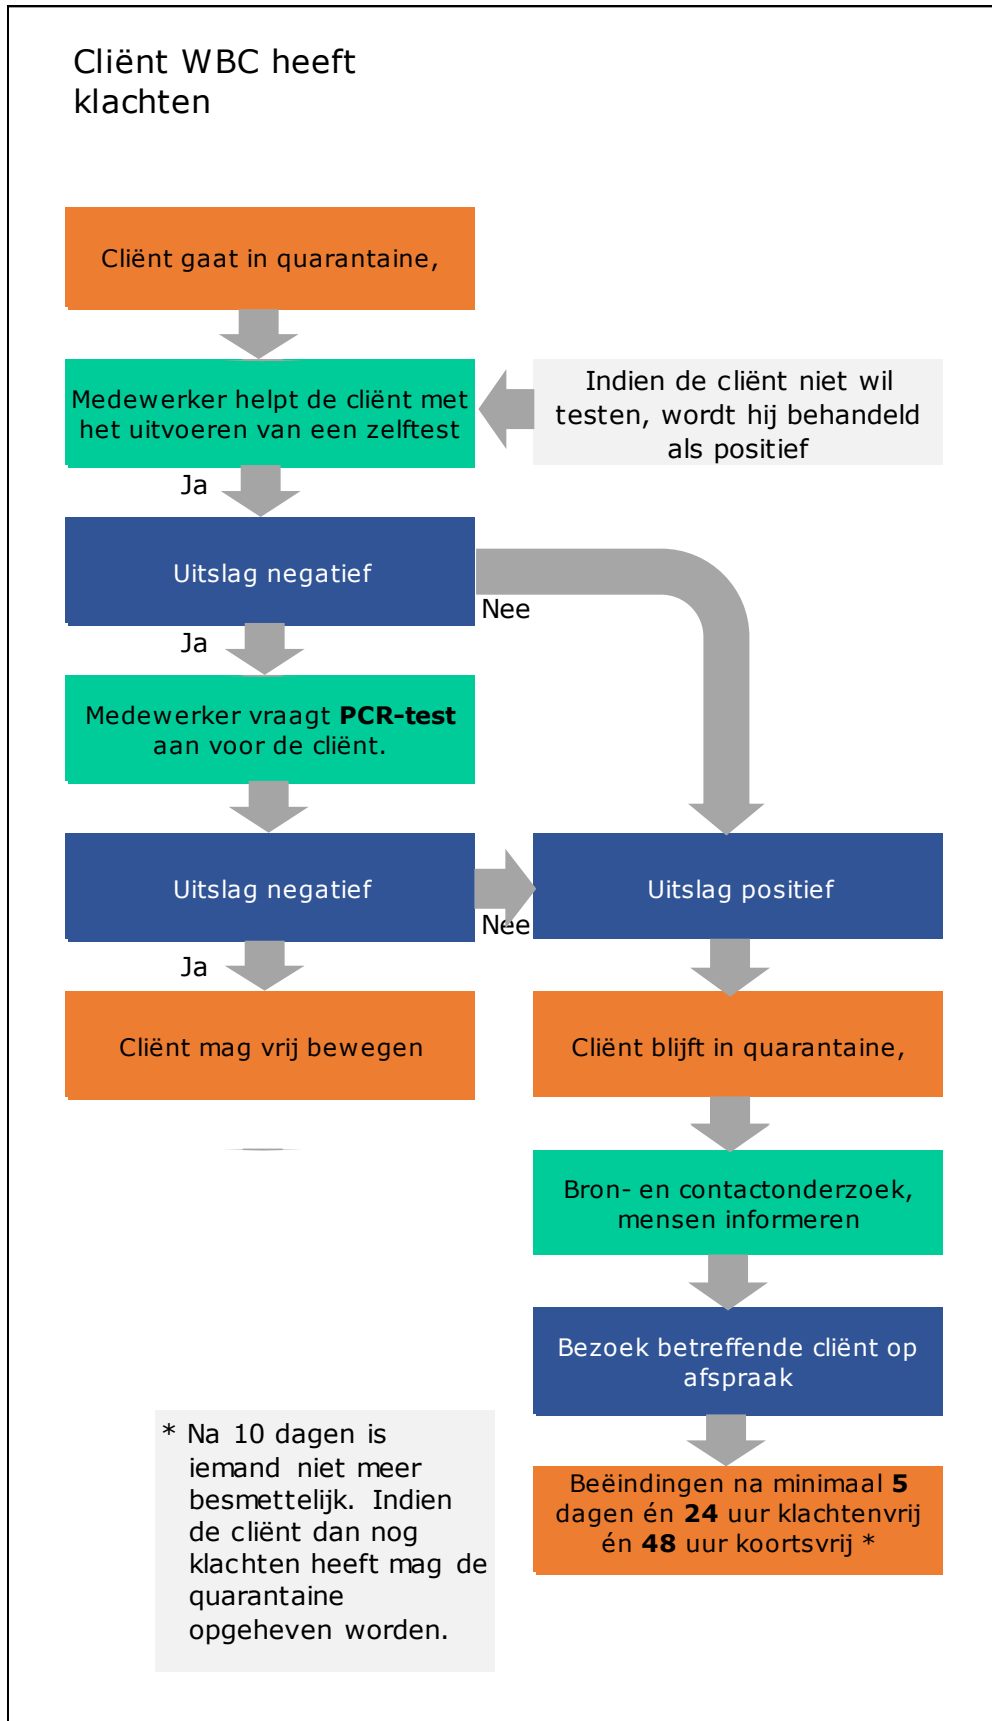 Cliënt WBC heeft
klachten
Cliënt gaat in quarantaine,
Medewerker helpt de cliënt met
het uitvoeren van een zelftest
Indien de cliënt niet wil
testen, wordt hij behandeld
als positief
Ja
Uitslag negatief
Nee
Ja
Medewerker vraagt PCR-test
aan voor de cliënt.
Uitslag negatief
Nee
Uitslag positief
Ja
Cliënt mag vrij bewegen
Cliënt blijft in quarantaine,
Bron- en contactonderzoek,
mensen informeren
Bezoek betreffende cliënt op
afspraak
* Na 10 dagen is
iemand niet meer
besmettelijk. Indien
de cliënt dan nog
klachten heeft mag de
quarantaine
opgeheven worden.
Beëindingen na minimaal 5
dagen én 24 uur klachtenvrij
én 48 uur koortsvrij *